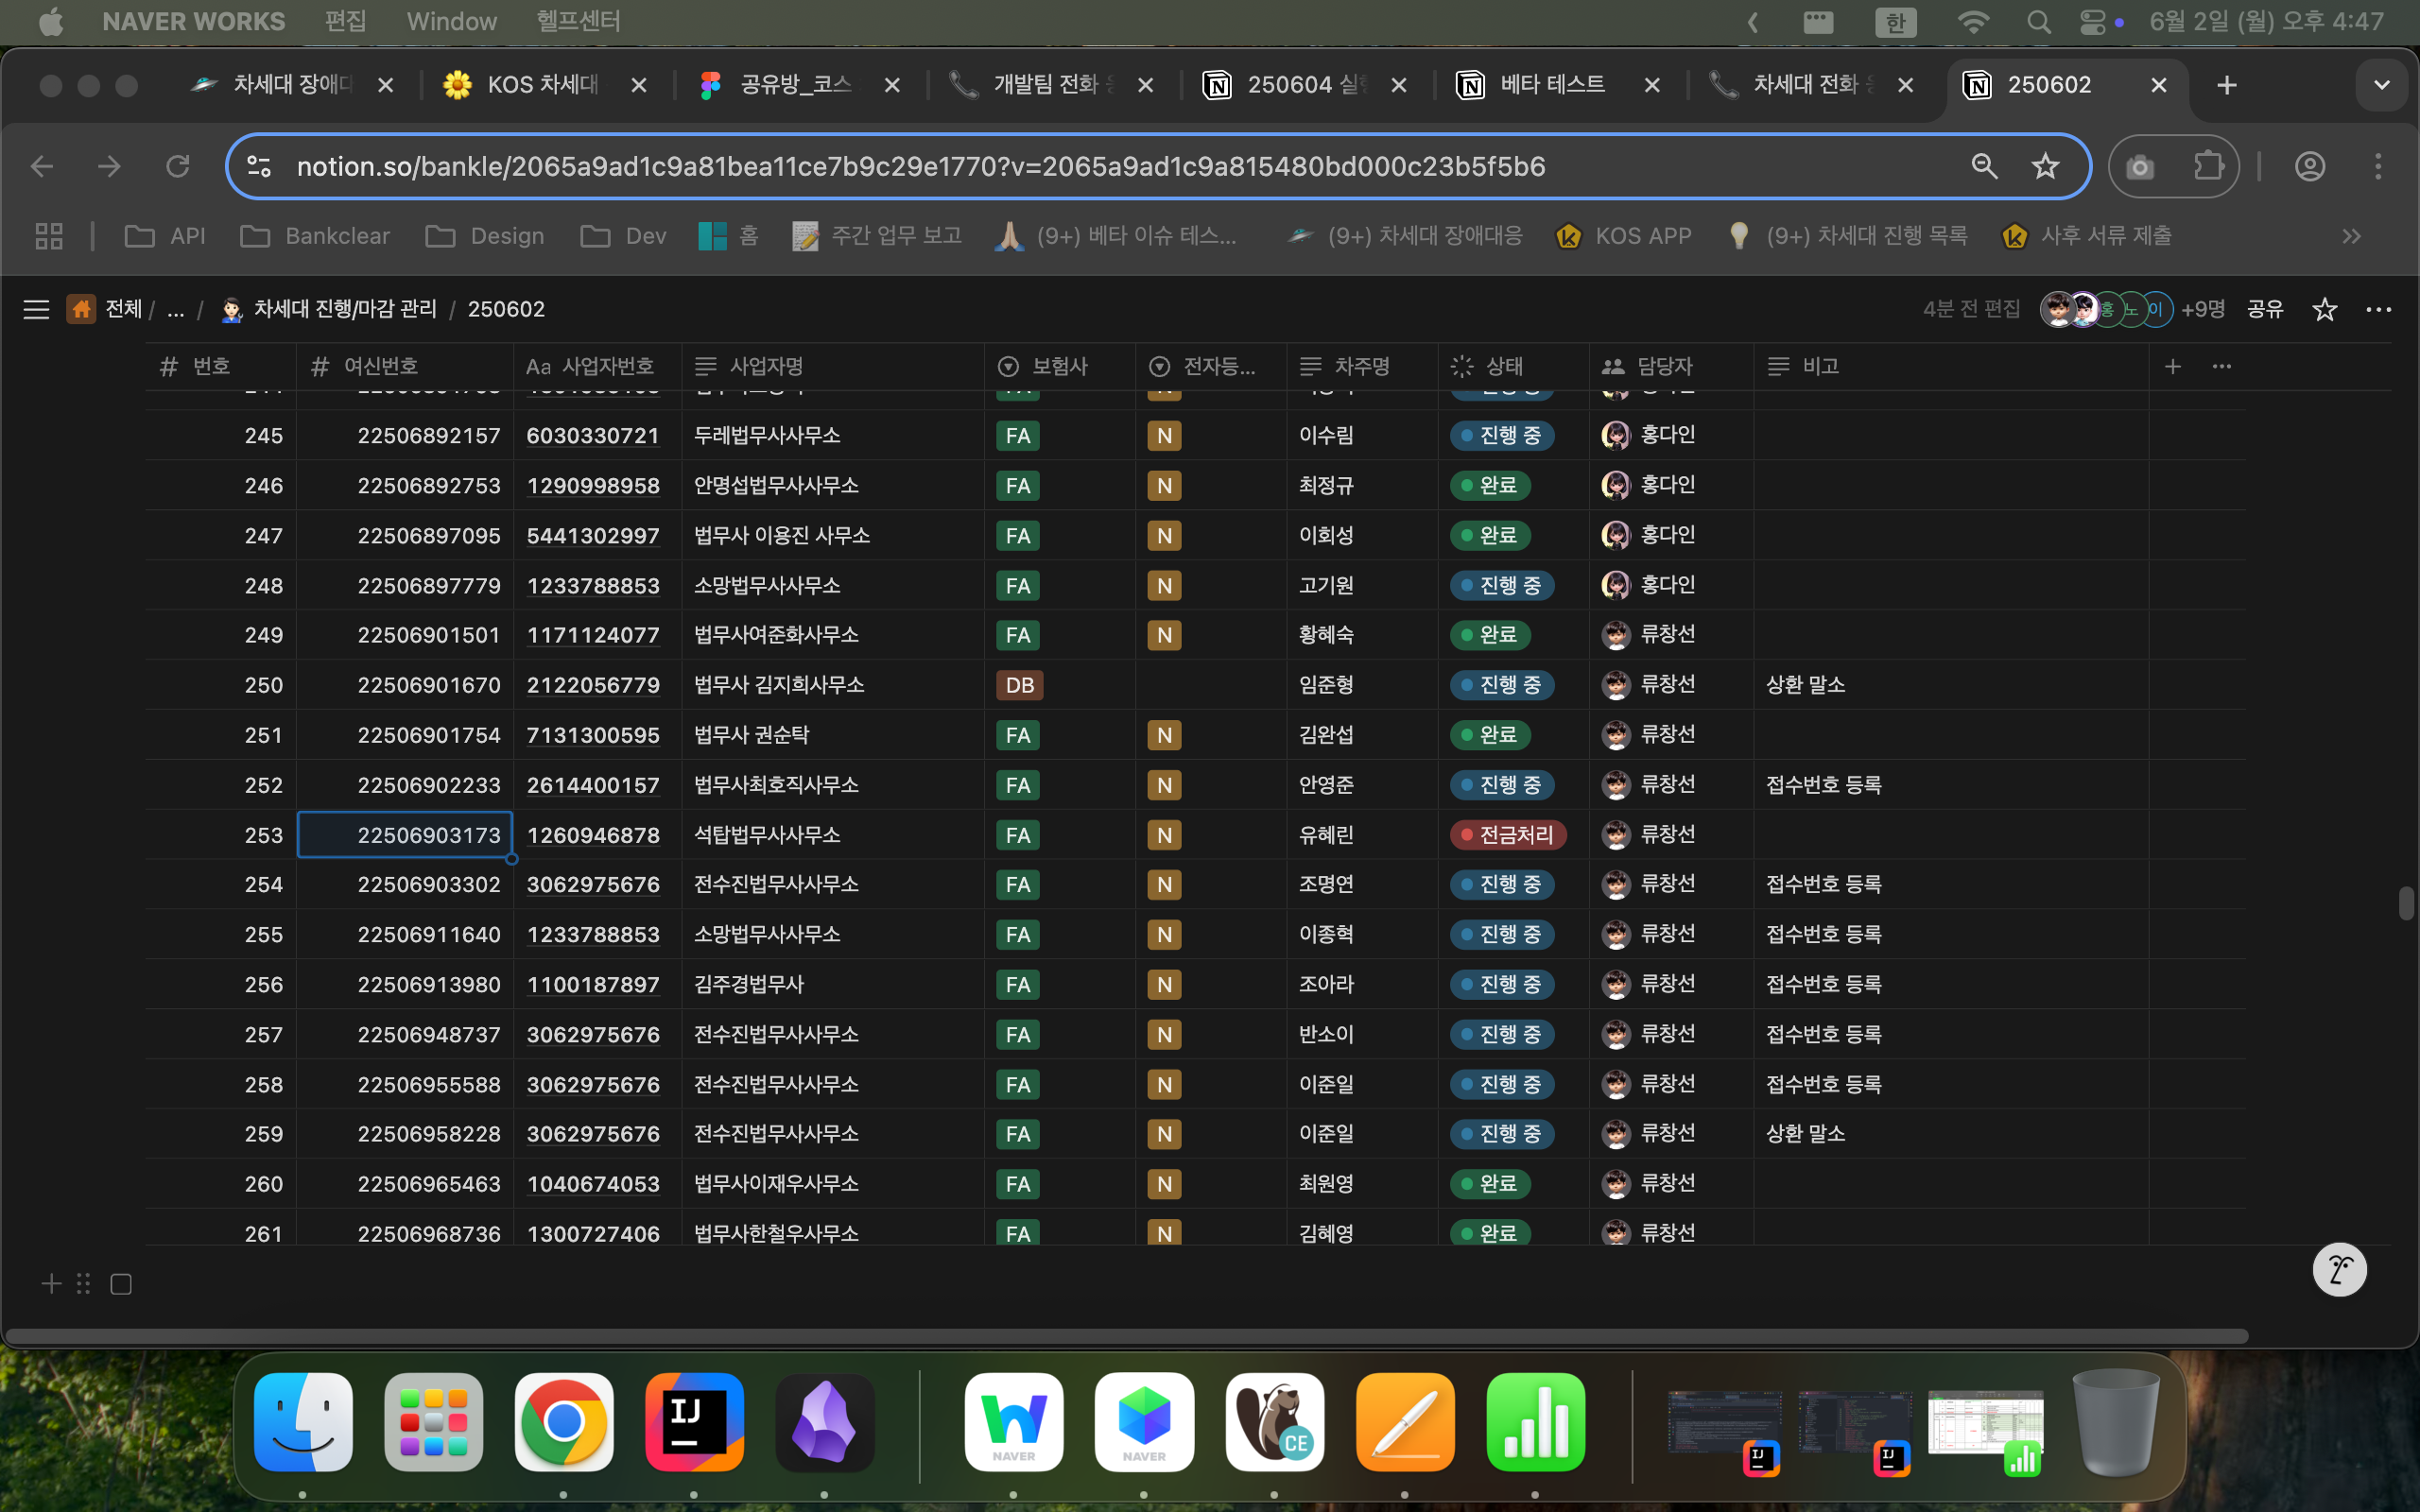 NAVER WORKS 편집 Window 헬프센터 한 6월 2일 (월) 오후 4:47
차세대 장애대 KOS 차세대 공유방_코스 개발팀 전화 250604 실 베타 테스트 차세대 전화 250602
notion.so/bankle/2065a9ad1c9a81bea11ce7b9c29e1770?v=2065a9ad1c9a815480bd000c23b5f5b6
API Bankclear Design Dev 홈 주간 업무 보고 (9+) 베타 이슈 테스... (9+) 차세대 장애대응 KOS APP (9+) 차세대 진행 목록 사후 서류 제출
전체 / ... / 차세대 진행/마감 관리 / 250602 4분 전 편집 홍 노 이 +9명 공유
번호 여신번호 Aa 사업자번호 사업자명 보험사 전자등... 차주명 상태 담당자 비고
245 22506892157 6030330721 두레법무사사무소 FA N 이수림 진행 중 홍다인
246 22506892753 1290998958 안명섭법무사사무소 FA N 최정규 완료 홍다인
247 22506897095 5441302997 법무사 이용진 사무소 FA N 이회성 완료 홍다인
248 22506897779 1233788853 소망법무사사무소 FA N 고기원 진행 중 홍다인
249 22506901501 1171124077 법무사여준화사무소 FA N 황혜숙 완료 류창선
250 22506901670 2122056779 법무사 김지희사무소 DB 임준형 진행 중 류창선 상환 말소
251 22506901754 7131300595 법무사 권순탁 FA N 김완섭 완료 류창선
252 22506902233 2614400157 법무사최호직사무소 FA N 안영준 진행 중 류창선 접수번호 등록
253 22506903173 1260946878 석탑법무사사무소 FA N 유혜린 전금처리 류창선
254 22506903302 3062975676 전수진법무사사무소 FA N 조명연 진행 중 류창선 접수번호 등록
255 22506911640 1233788853 소망법무사사무소 FA N 이종혁 진행 중 류창선 접수번호 등록
256 22506913980 1100187897 김주경법무사 FA N 조아라 진행 중 류창선 접수번호 등록
257 22506948737 3062975676 전수진법무사사무소 FA N 반소이 진행 중 류창선 접수번호 등록
258 22506955588 3062975676 전수진법무사사무소 FA N 이준일 진행 중 류창선 접수번호 등록
259 22506958228 3062975676 전수진법무사사무소 FA N 이준일 진행 중 류창선 상환 말소
260 22506965463 1040674053 법무사이재우사무소 FA N 최원영 완료 류창선
261 22506968736 1300727406 법무사한철우사무소 FA N 김혜영 완료 류창선
IJ NAVER NAVER CE IJ IJ